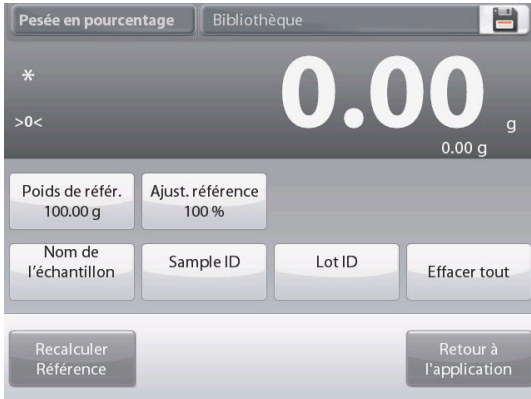 Pesée en pourcentage
Bibliothèque
*
0.00
>0<
g
0.00 g
Poids de référ.
100.00 g
Ajust. référence
100 %
Nom de
l'échantillon
Sample ID
Lot ID
Effacer tout
Recalculer
Référence
Retour à
l'application